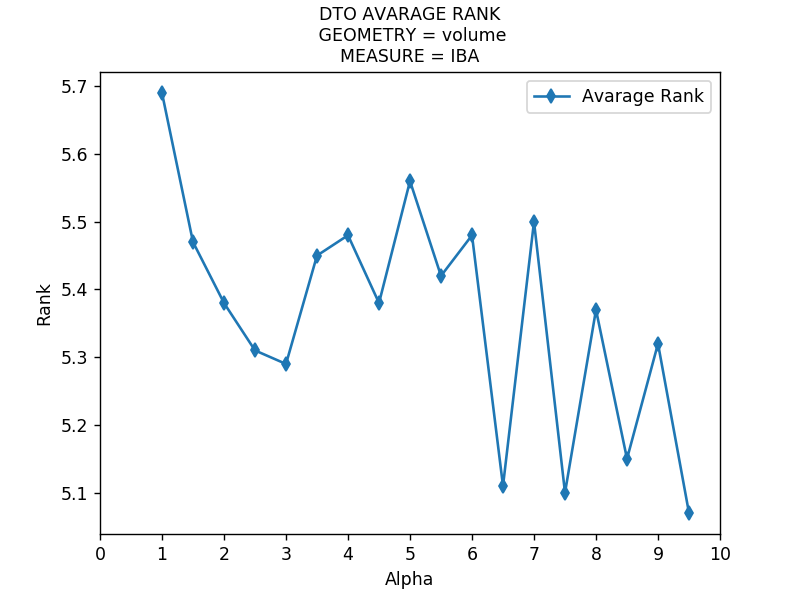 DTO AVARAGE RANK
GEOMETRY = volume
MEASURE = IBA
Avarage Rank
5.7
5.6
5.5
5.4
5.3
5.2
5.1
Rank
0 1 2 3 4 5 6 7 8 9 10
Alpha